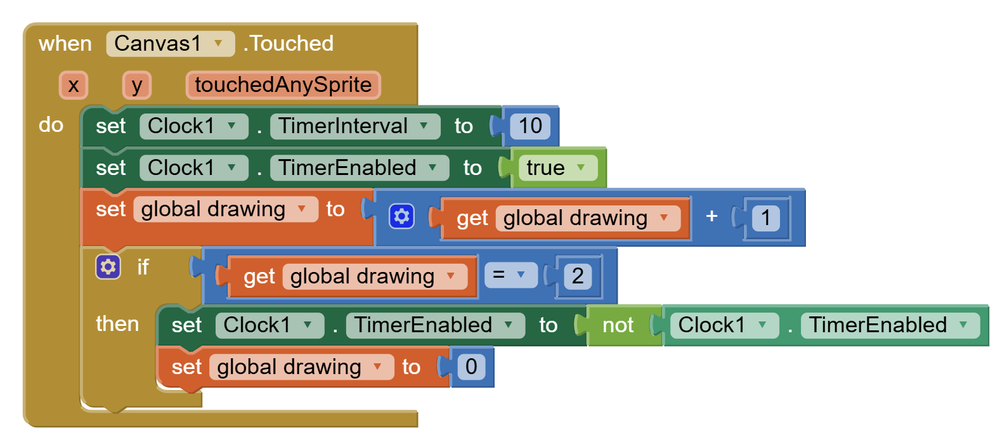 when Canvas1 .Touched
x y touchedAnySprite
do set Clock1 . TimerInterval to 10
set Clock1 . TimerEnabled to true
set global drawing to get global drawing + 1
if get global drawing = 2
then set Clock1 . TimerEnabled to not Clock1 . TimerEnabled
set global drawing to 0